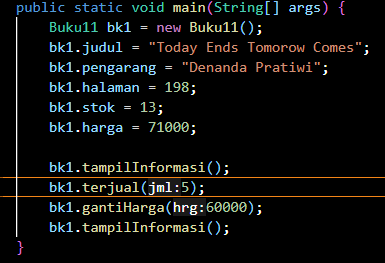 public static void main(String[] args) {
Buku11 bk1 = new Buku11();
bk1.judul = "Today Ends Tomorow Comes";
bk1.pengarang = "Denanda Pratiwi";
bk1.halaman = 198;
bk1.stok = 13;
bk1.harga = 71000;
bk1.tampilInformasi();
bk1.terjual(jml:5);
bk1.gantiHarga(hrg:60000);
bk1.tampilInformasi();
}